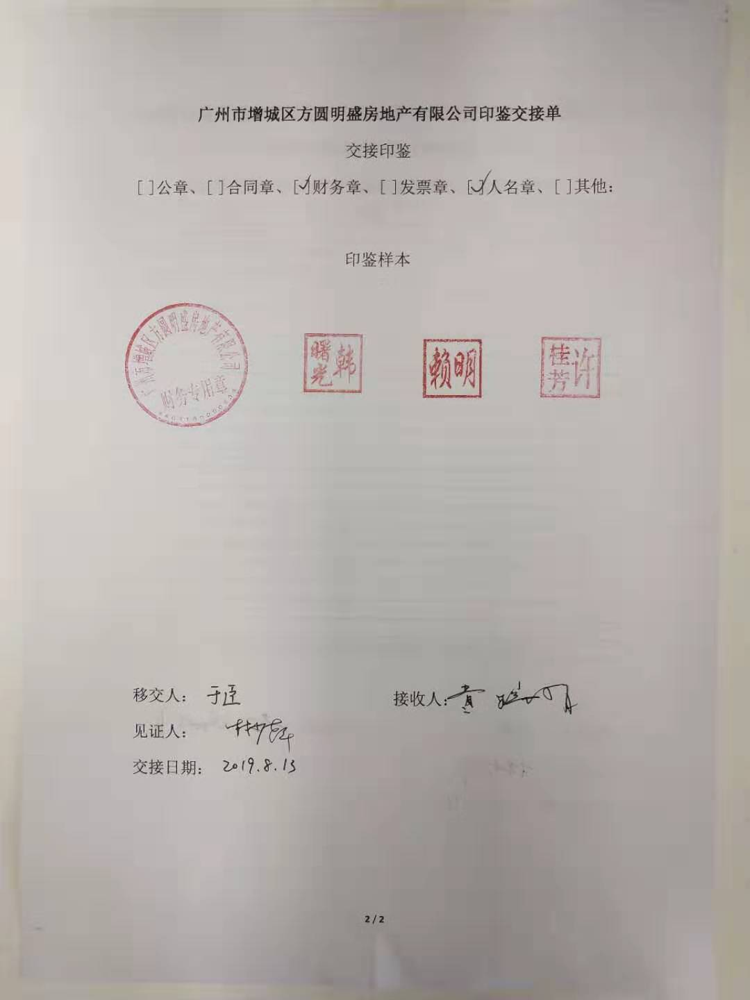 广州市增城区方圆明盛房地产有限公司印鉴交接单
交接印鉴
[ ]公章、[ ]合同章、[✓]财务章、[ ]发票章、[✓]人名章、[ ]其他：
印鉴样本
广州市增城区方圆明盛房地产有限公司
财务专用章
韩曙光
赖明
许桂芳
移交人： 于臣
接收人：黄
见证人： 林
交接日期： 2019.8.13
2 / 2